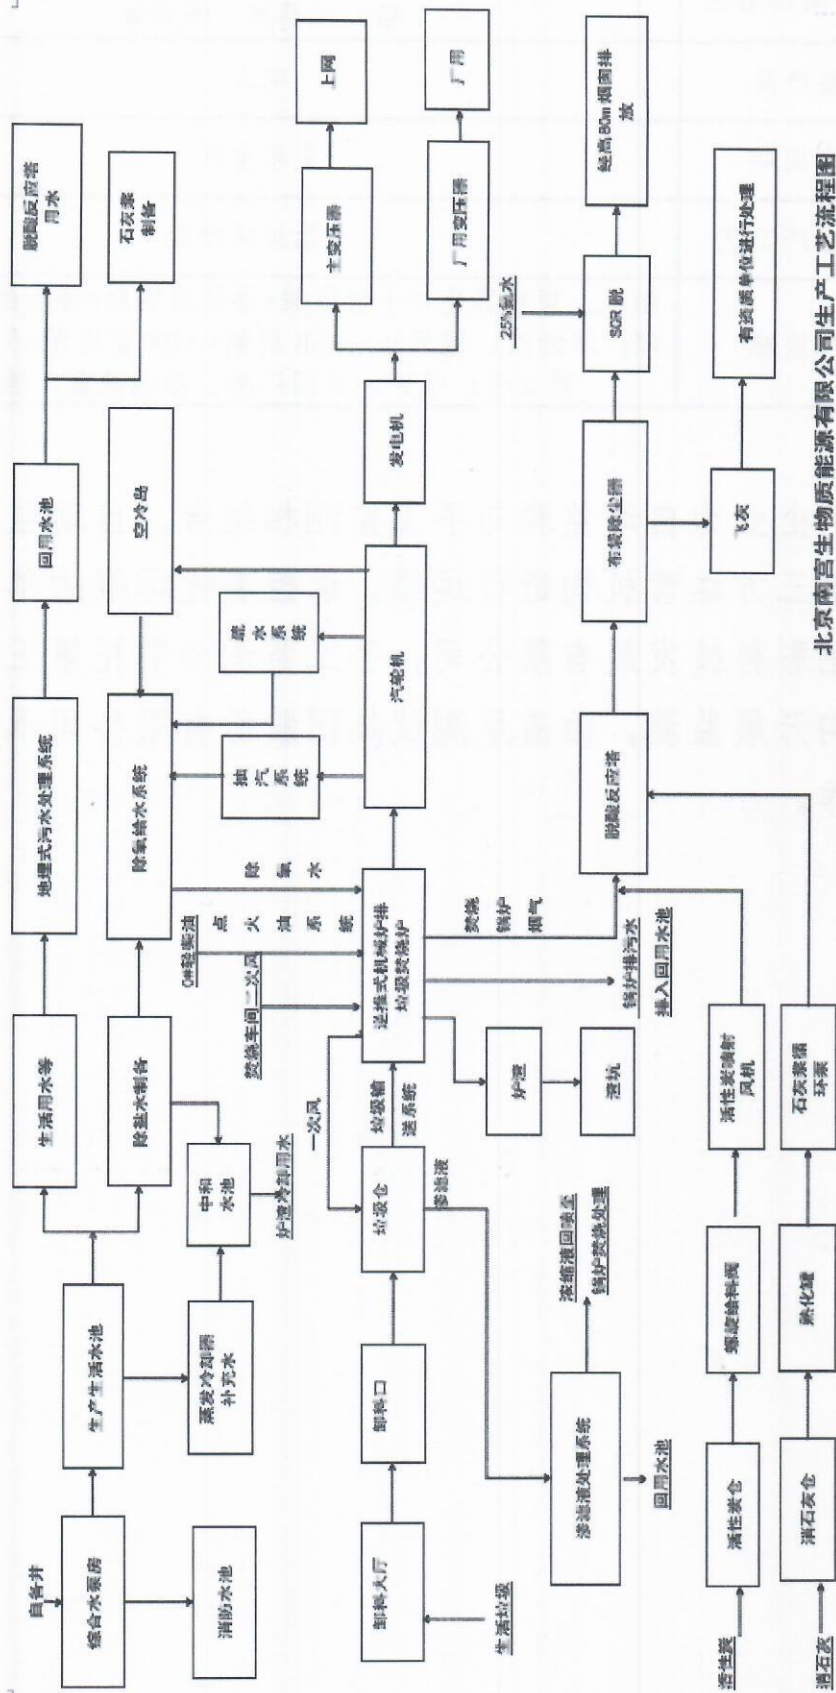 自备井
综合水泵房
消防水池
生产生活水池
蒸发冷却器
补充水
生活用水等
除盐水制备
中和
水池
炉渣冷却用水
地埋式污水处理系统
除氧给水系统
回用水池
空冷岛
脱酸反应塔
用水
石灰浆
制备
疏水系统
抽汽系统
除氧水
0#轻柴油
点火油系统
焚烧车间二次风
一次风
生活垃圾
卸料大厅
卸料口
垃圾仓
垃圾输
送系统
逆推式机械炉排
垃圾焚烧炉
汽轮机
发电机
主变压器
上网
厂用变压器
厂用
渗滤液
渗滤液处理系统
回用水池
浓缩液回喷至
锅炉焚烧处理
炉渣
渣坑
锅炉排污水
排入回用水池
焚烧
锅炉
烟气
脱酸反应塔
布袋除尘器
25%氨水
SCR 脱
经高80m烟囱排
放
飞灰
有资质单位进行处理
活性炭
活性炭仓
螺旋给料阀
活性炭喷射
风机
消石灰
消石灰仓
熟化罐
石灰浆循
环泵
北京南宫生物质能源有限公司生产工艺流程图